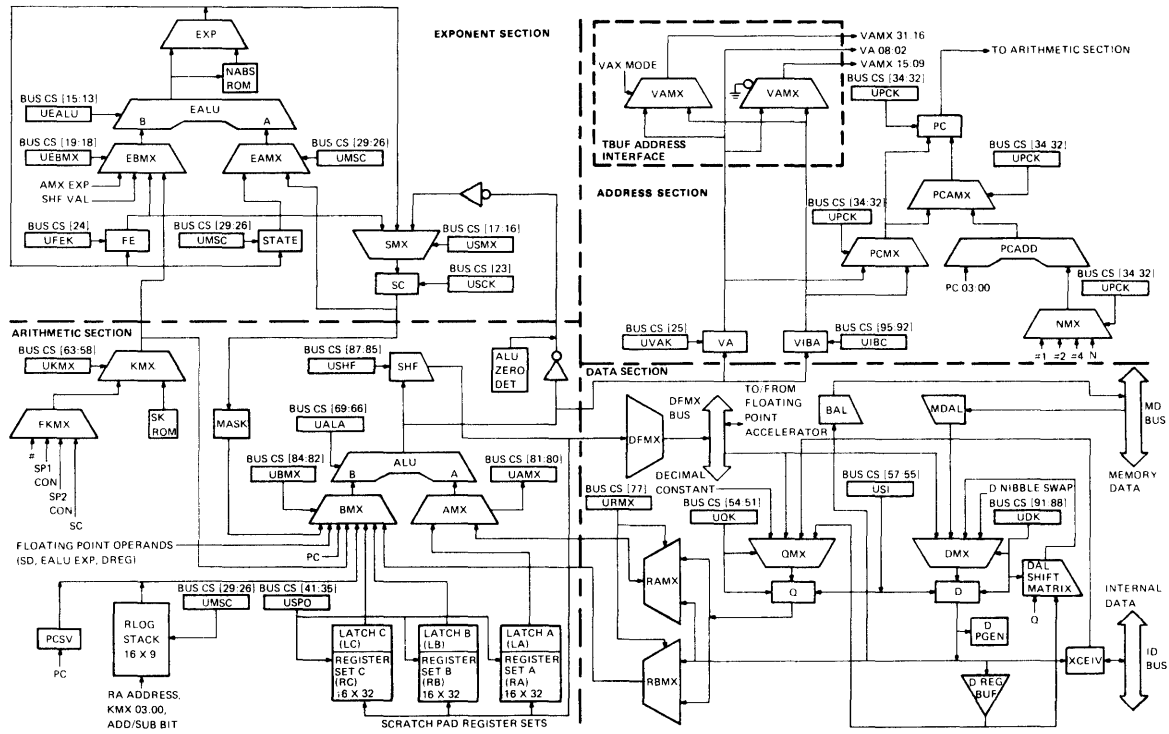 EXPONENT SECTION
EXP
NABS
ROM
BUS CS [15:13]
UEALU
EALU
B
A
BUS CS [19:18]
UEBMX
EBMX
EAMX
BUS CS [29:26]
UMSC
AMX EXP
SHF VAL
BUS CS [24]
UFEK
FE
BUS CS [29:26]
UMSC
STATE
SMX
BUS CS [17:16]
USMX
SC
BUS CS [23]
USCK
VAMX 31 16
VA 08:02
VAMX 15:09
VAX MODE
VAMX
VAMX
TBUF ADDRESS
INTERFACE
TO ARITHMETIC SECTION
BUS CS [34:32]
UPCK
PC
ADDRESS SECTION
BUS CS [34 32]
UPCK
PCAMX
BUS CS [34:32]
UPCK
PCMX
PCADD
PC 03:00
BUS CS [34 32]
UPCK
NMX
#1 #2 #4 N
BUS CS [25]
UVAK
VA
VIBA
BUS CS [95 92]
UIBC
ARITHMETIC SECTION
BUS CS [63-58]
UKMX
KMX
FKMX
SK
ROM
#
SP1
CON
SP2
CON
SC
MASK
BUS CS [87:85]
USHF
SHF
ALU
ZERO
DET
BUS CS [69:66]
UALA
ALU
B
A
BUS CS [84:82]
UBMX
BMX
AMX
BUS CS [81:80]
UAMX
FLOATING POINT OPERANDS
(SD, EALU EXP, DREG)
PC
BUS CS [29:26]
UMSC
BUS CS [41:35]
USPO
PCSV
PC
RLOG
STACK
16 X 9
RA ADDRESS,
KMX 03.00,
ADD/SUB BIT
LATCH C
(LC)
REGISTER
SET C
(RC)
16 X 32
LATCH B
(LB)
REGISTER
SET B
(RB)
16 X 32
LATCH A
(LA)
REGISTER
SET A
(RA)
16 X 32
SCRATCH PAD REGISTER SETS
DATA SECTION
DFMX
DFMX
BUS
TO/FROM
FLOATING
POINT
ACCELERATOR
BAL
MDAL
MD
BUS
MEMORY
DATA
DECIMAL
CONSTANT
BUS CS [77]
URMX
BUS CS [54:51]
UQK
BUS CS [57-55]
USI
D NIBBLE SWAP
BUS CS [91:88]
UDK
QMX
DMX
DAL
SHIFT
MATRIX
Q
RAMX
Q
D
D
PGEN
RBMX
D REG
BUF
XCEIV
INTERNAL
DATA
ID
BUS